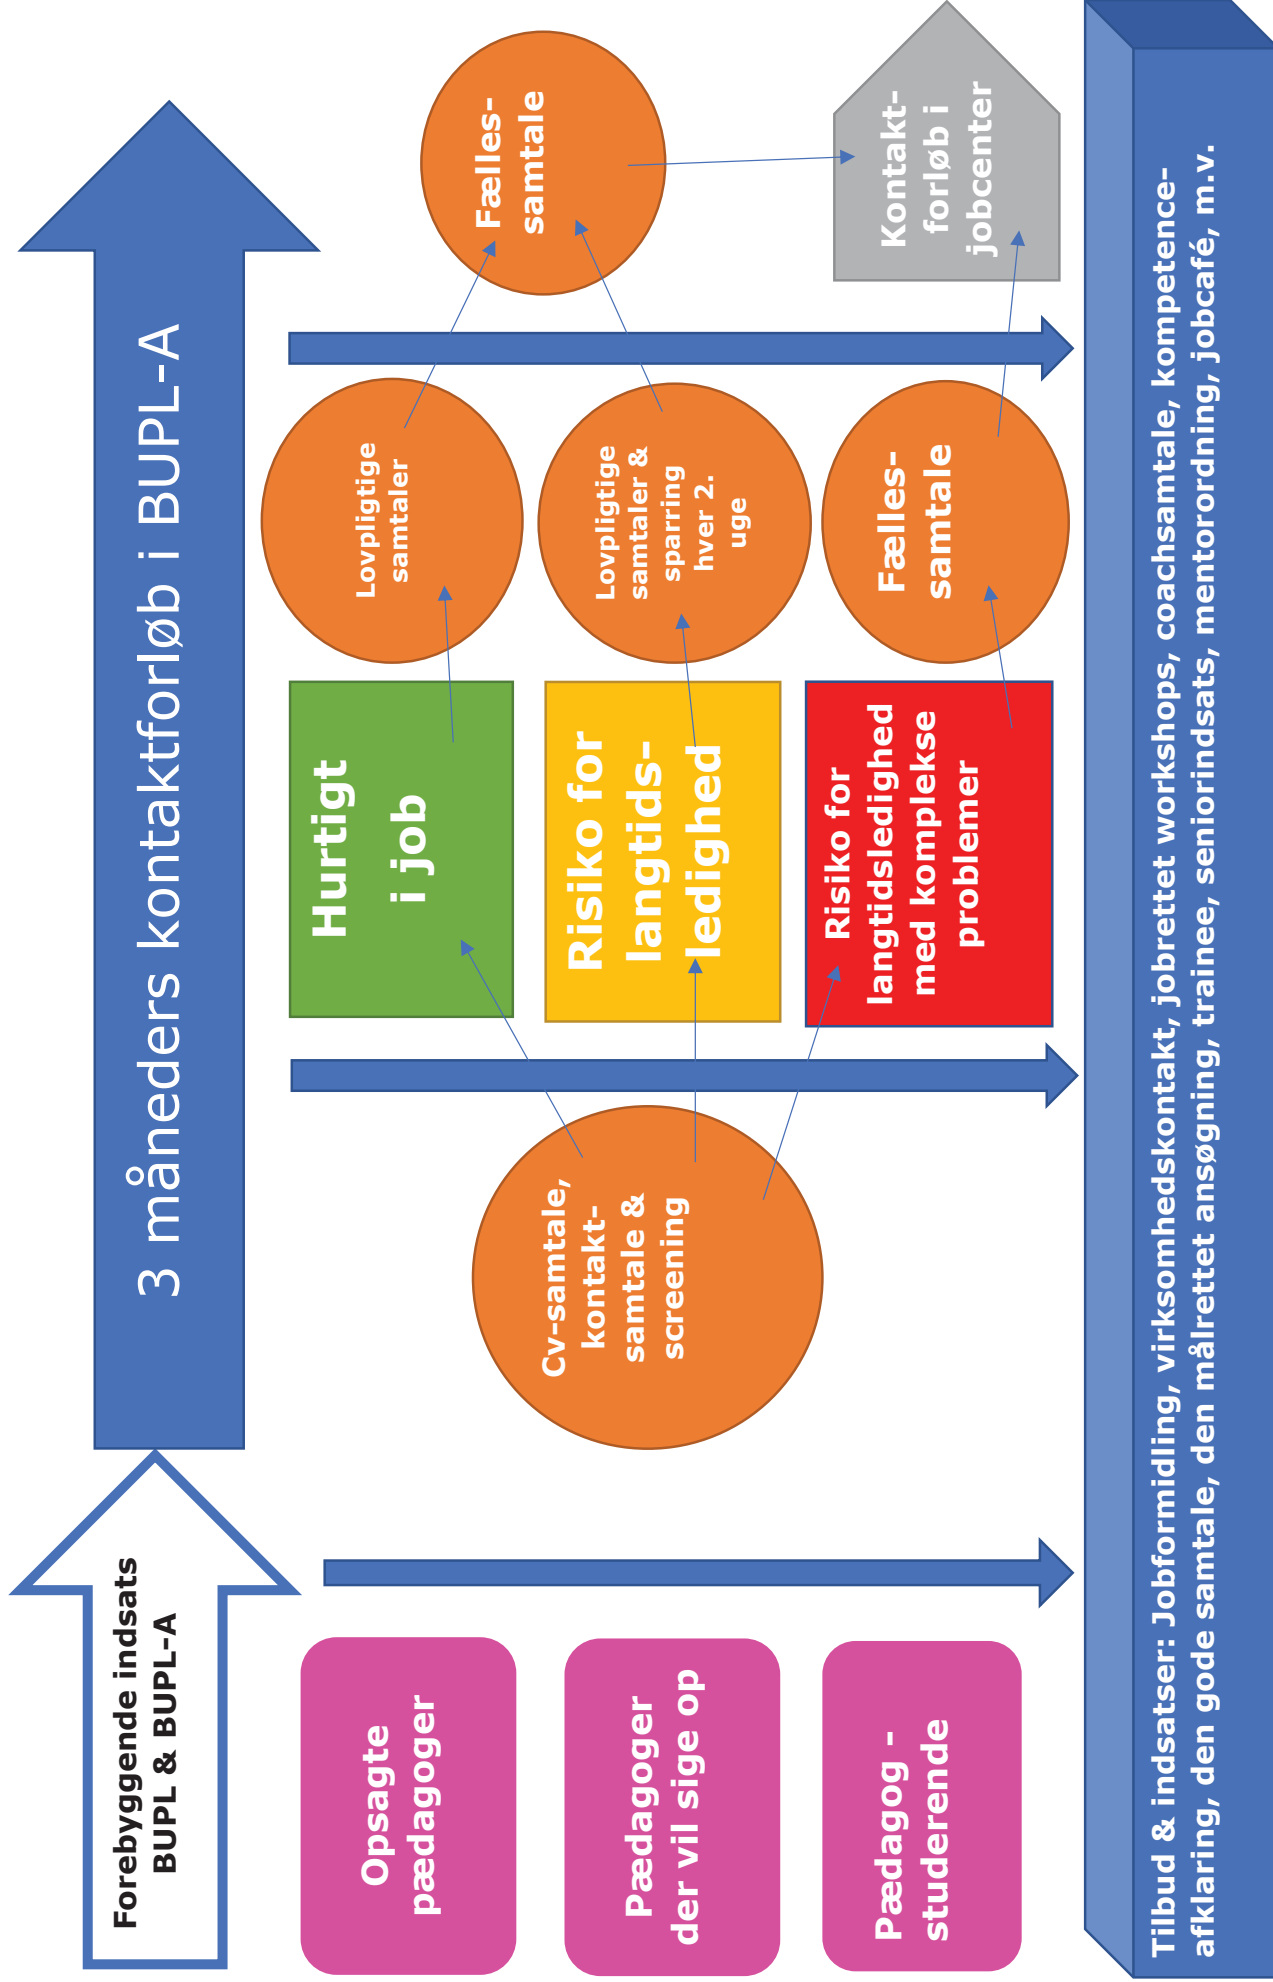 Forebyggende indsats
BUPL & BUPL-A
3 måneders kontaktforløb i BUPL-A
Opsagte
pædagoger
Pædagoger
der vil sige op
Pædagog -
studerende
Cv-samtale,
kontakt-
samtale &
screening
Hurtigt
i job
Risiko for
langtids-
ledighed
Risiko for
langtidsledighed
med komplekse
problemer
Lovpligtige
samtaler
Lovpligtige
samtaler &
sparring
hver 2.
uge
Fælles-
samtale
Fælles-
samtale
Kontakt-
forløb i
jobcenter
Tilbud & indsatser: Jobformidling, virksomhedskontakt, jobrettet workshops, coachsamtale, kompetence-
afklaring, den gode samtale, den målrettet ansøgning, trainee, seniorindsats, mentorordning, jobcafé, m.v.